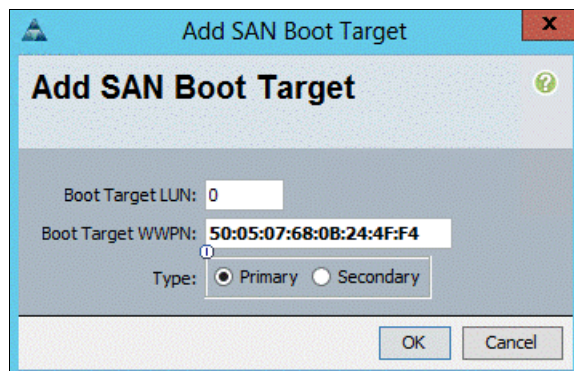 Add SAN Boot Target
X
Add SAN Boot Target
?
Boot Target LUN: 0
Boot Target WWPN: 50:05:07:68:0B:24:4F:F4
Type: Primary Secondary
OK Cancel